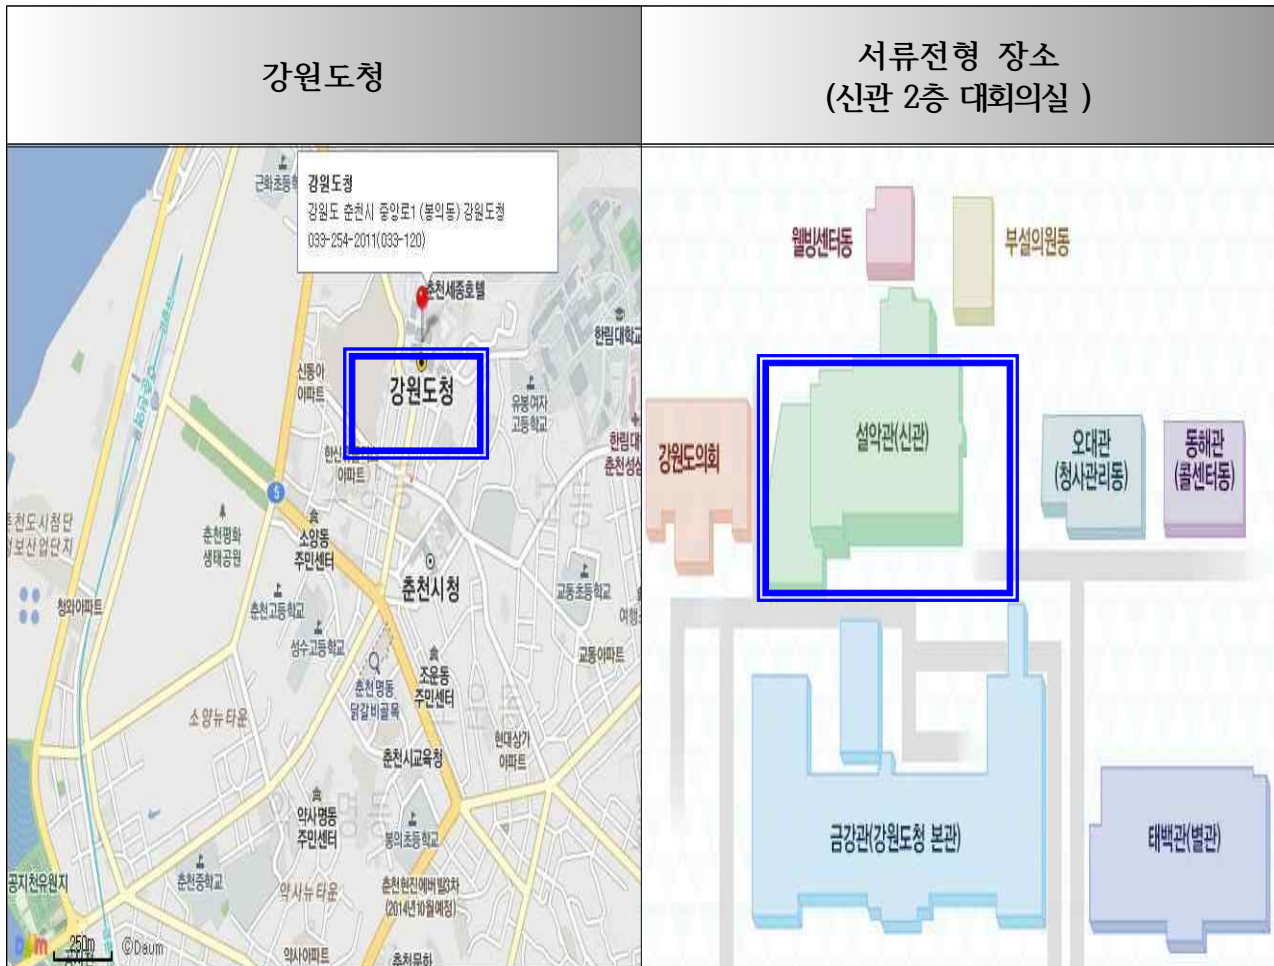 강원도청
서류전형 장소
(신관 2층 대회의실 )
강원도청
강원도 춘천시 중앙로1 (봉의동) 강원도청
033-254-2011(033-120)
근화초등학
춘천세종호텔
한림대학교
신동아
아파트
강원도청
유봉여자
고등학교
한림대
춘천성심
아파트
5
춘천도시첨단
정보산업단지
춘천평화
생태공원
소양동
주민센터
춘천시청
교동초등학교
청와아파트
춘천고등학교
성수고등학교
교동아파트
춘천명동
닭갈비골목
조운동
주민센터
소양뉴타운
현대상가
아파트
춘천시교육청
약사명동
주민센터
봉의초등학교
공지천유원지
춘천중학교
약사뉴타운
춘천현진에버빌3차
(2014년10월예정)
250m
©Daum
약사아파트
춘천문화
웰빙센터동
부설의원동
강원도의회
설악관(신관)
오대관
(청사관리동)
동해관
(콜센터동)
금강관(강원도청 본관)
태백관(별관)